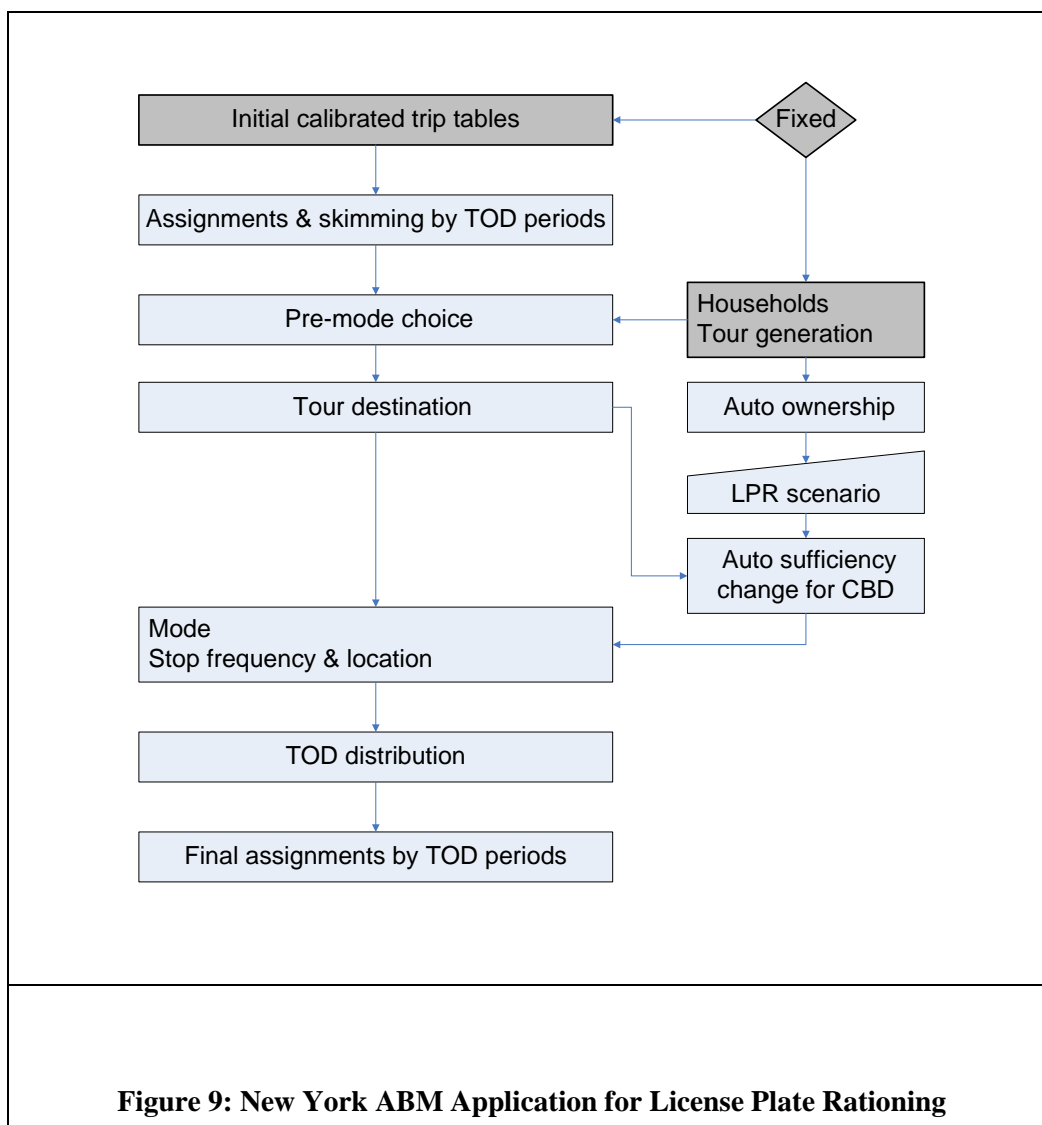 Initial calibrated trip tables
Fixed
Assignments & skimming by TOD periods
Pre-mode choice
Households
Tour generation
Tour destination
Auto ownership
LPR scenario
Auto sufficiency
change for CBD
Mode
Stop frequency & location
TOD distribution
Final assignments by TOD periods
Figure 9: New York ABM Application for License Plate Rationing